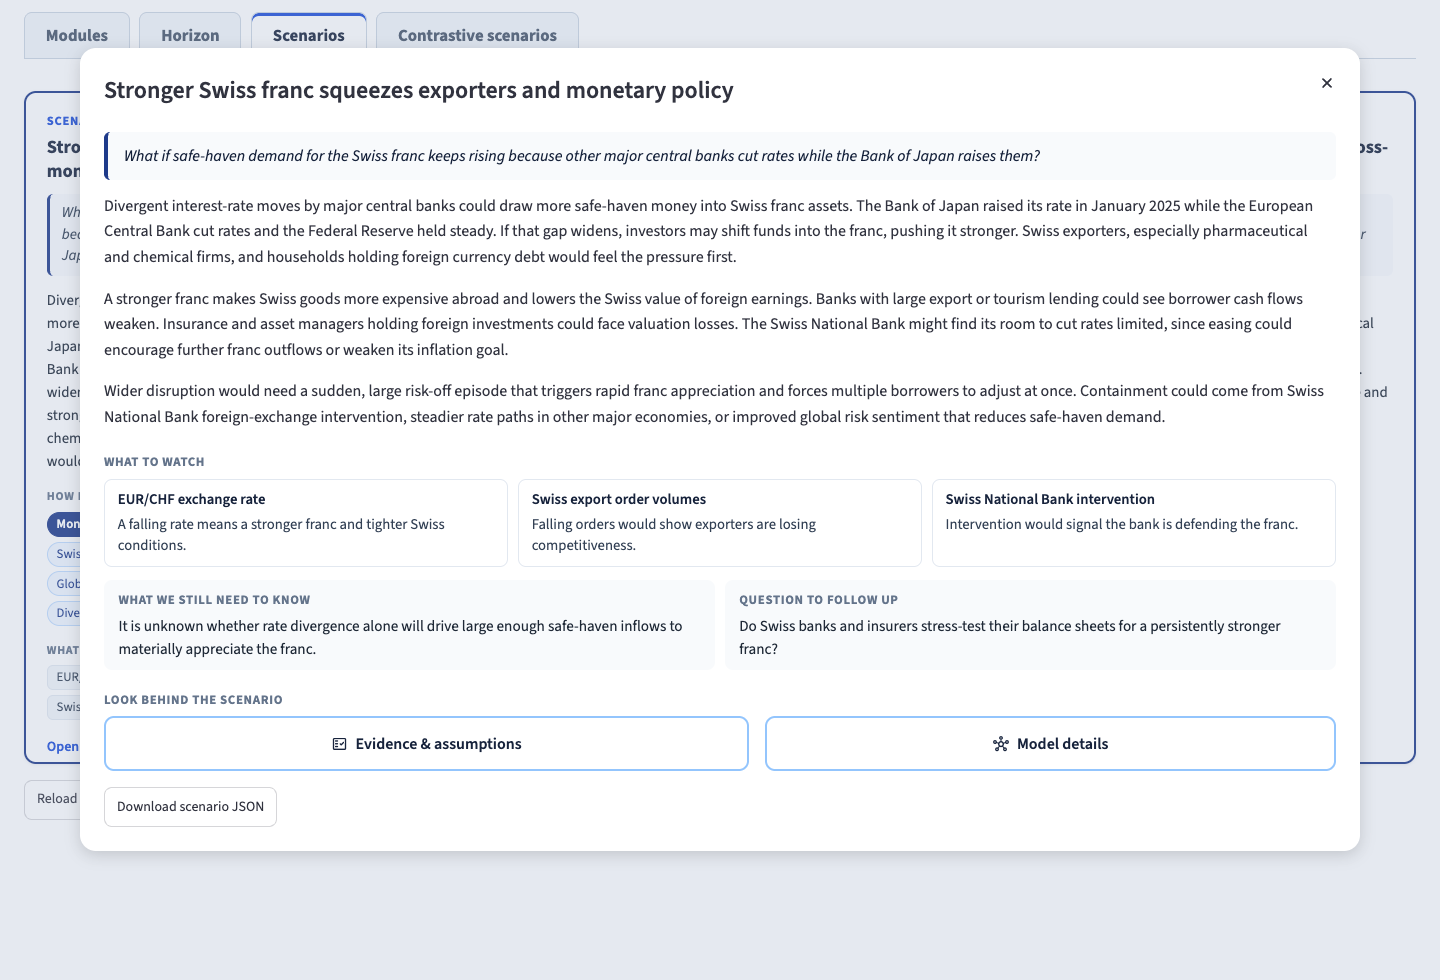 Modules
Horizon
Scenarios
Contrastive scenarios
Stronger Swiss franc squeezes exporters and monetary policy
What if safe-haven demand for the Swiss franc keeps rising because other major central banks cut rates while the Bank of Japan raises them?
Divergent interest-rate moves by major central banks could draw more safe-haven money into Swiss franc assets. The Bank of Japan raised its rate in January 2025 while the European
Central Bank cut rates and the Federal Reserve held steady. If that gap widens, investors may shift funds into the franc, pushing it stronger. Swiss exporters, especially pharmaceutical
and chemical firms, and households holding foreign currency debt would feel the pressure first.
A stronger franc makes Swiss goods more expensive abroad and lowers the Swiss value of foreign earnings. Banks with large export or tourism lending could see borrower cash flows
weaken. Insurance and asset managers holding foreign investments could face valuation losses. The Swiss National Bank might find its room to cut rates limited, since easing could
encourage further franc outflows or weaken its inflation goal.
Wider disruption would need a sudden, large risk-off episode that triggers rapid franc appreciation and forces multiple borrowers to adjust at once. Containment could come from Swiss
National Bank foreign-exchange intervention, steadier rate paths in other major economies, or improved global risk sentiment that reduces safe-haven demand.
WHAT TO WATCH
EUR/CHF exchange rate
A falling rate means a stronger franc and tighter Swiss
conditions.
Swiss export order volumes
Falling orders would show exporters are losing
competitiveness.
Swiss National Bank intervention
Intervention would signal the bank is defending the franc.
WHAT WE STILL NEED TO KNOW
It is unknown whether rate divergence alone will drive large enough safe-haven inflows to
materially appreciate the franc.
QUESTION TO FOLLOW UP
Do Swiss banks and insurers stress-test their balance sheets for a persistently stronger
franc?
LOOK BEHIND THE SCENARIO
Evidence & assumptions
Model details
Download scenario JSON
Open
Reload